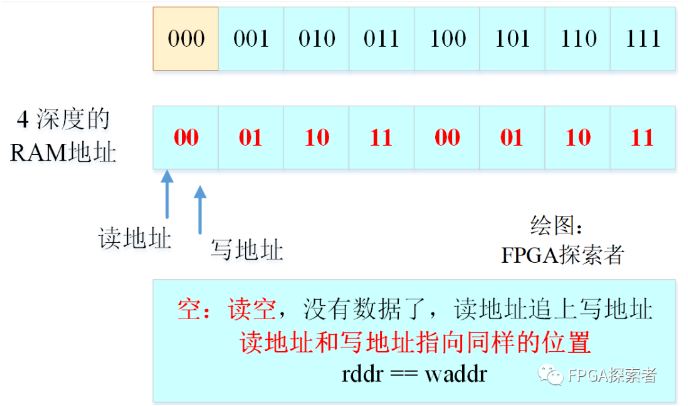 000 001 010 011 100 101 110 111
4 深度的
RAM地址
00 01 10 11 00 01 10 11
读地址
写地址
绘图：
FPGA探索者
空：读空，没有数据了，读地址追上写地址
读地址和写地址指向同样的位置
rddr == waddr
FPGA探索者